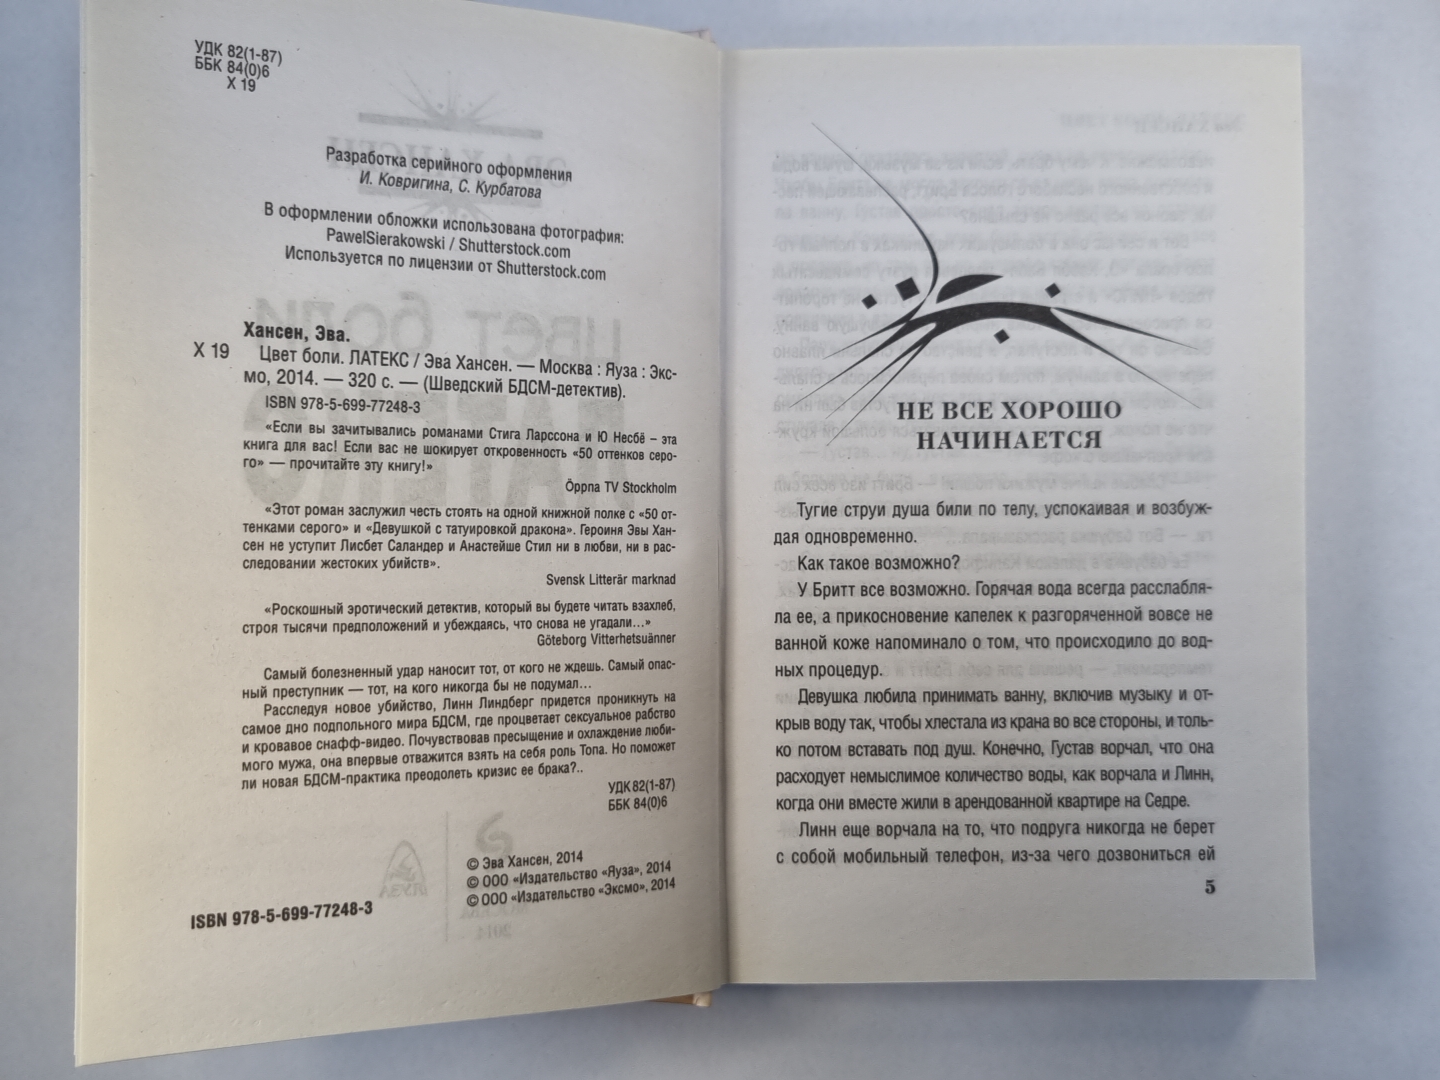 УДК 82(1-87)
ББК 84(0)6
Х 19
Разработка серийного оформления
И. Ковригина, С. Курбатова
В оформлении обложки использована фотография:
PawelSierakowski / Shutterstock.com
Используется по лицензии от Shutterstock.com
Хансен, Эва.
Х 19
Цвет боли. ЛАТЕКС / Эва Хансен. — Москва : Яуза : Экс-
мо, 2014. — 320 с. — (Шведский БДСМ-детектив).
ISBN 978-5-699-77248-3
«Если вы зачитывались романами Стига Ларссона и Ю Несбё – эта
книга для вас! Если вас не шокирует откровенность «50 оттенков серо-
го» — прочитайте эту книгу!»
Öppna TV Stockholm
«Этот роман заслужил честь стоять на одной книжной полке с «50 от-
тенками серого» и «Девушкой с татуировкой дракона». Героиня Эвы Хан-
сен не уступит Лисбет Саландер и Анастейше Стил ни в любви, ни в рас-
следовании жестоких убийств».
Svensk Litterär marknad
«Роскошный эротический детектив, который вы будете читать взахлеб,
строя тысячи предположений и убеждаясь, что снова не угадали...»
Göteborg Vitterhetsuänner
Самый болезненный удар наносит тот, от кого не ждешь. Самый опас-
ный преступник — тот, на кого никогда бы не подумал...
Расследуя новое убийство, Линн Линдберг придется проникнуть на
самое дно подпольного мира БДСМ, где процветает сексуальное рабство
и кровавое снафф-видео. Почувствовав пресыщение и охлаждение люби-
мого мужа, она впервые отважится взять на себя роль Топа. Но поможет
ли новая БДСМ-практика преодолеть кризис ее брака?..
УДК 82(1-87)
ББК 84(0)6
© Эва Хансен, 2014
© ООО «Издательство «Яуза», 2014
© ООО «Издательство «Эксмо», 2014
ISBN 978-5-699-77248-3
НЕ ВСЕ ХОРОШО
НАЧИНАЕТСЯ
Тугие струи душа били по телу, успокаивая и возбуж-
дая одновременно.
Как такое возможно?
У Бритт все возможно. Горячая вода всегда расслабля-
ла ее, а прикосновение капелек к разгоряченной вовсе не
ванной коже напоминало о том, что происходило до вод-
ных процедур.
Девушка любила принимать ванну, включив музыку и от-
крыв воду так, чтобы хлестала из крана во все стороны, и толь-
ко потом вставать под душ. Конечно, Густав ворчал, что она
расходует немыслимое количество воды, как ворчала и Линн,
когда они вместе жили в арендованной квартире на Седре.
Линн еще ворчала на то, что подруга никогда не берет
с собой мобильный телефон, из-за чего дозвониться ей
5